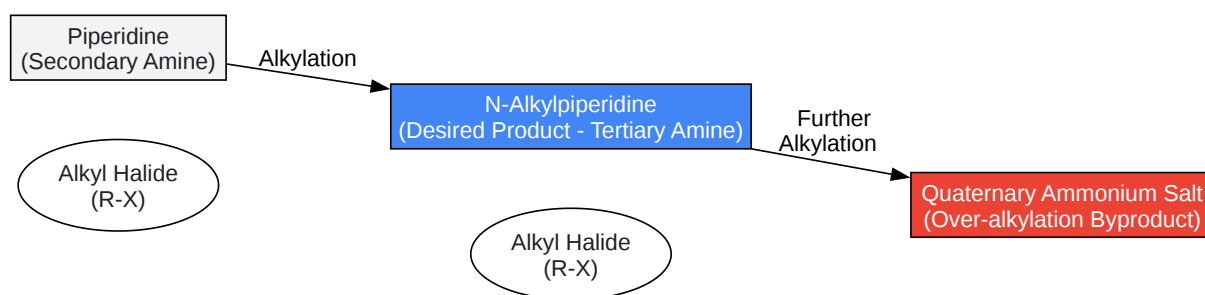 Piperidine
(Secondary Amine)
Alkylation
N-Alkylpiperidine
(Desired Product - Tertiary Amine)
Further
Alkylation
Alkyl Halide
(R-X)
Quaternary Ammonium Salt
(Over-alkylation Byproduct)
Alkyl Halide
(R-X)